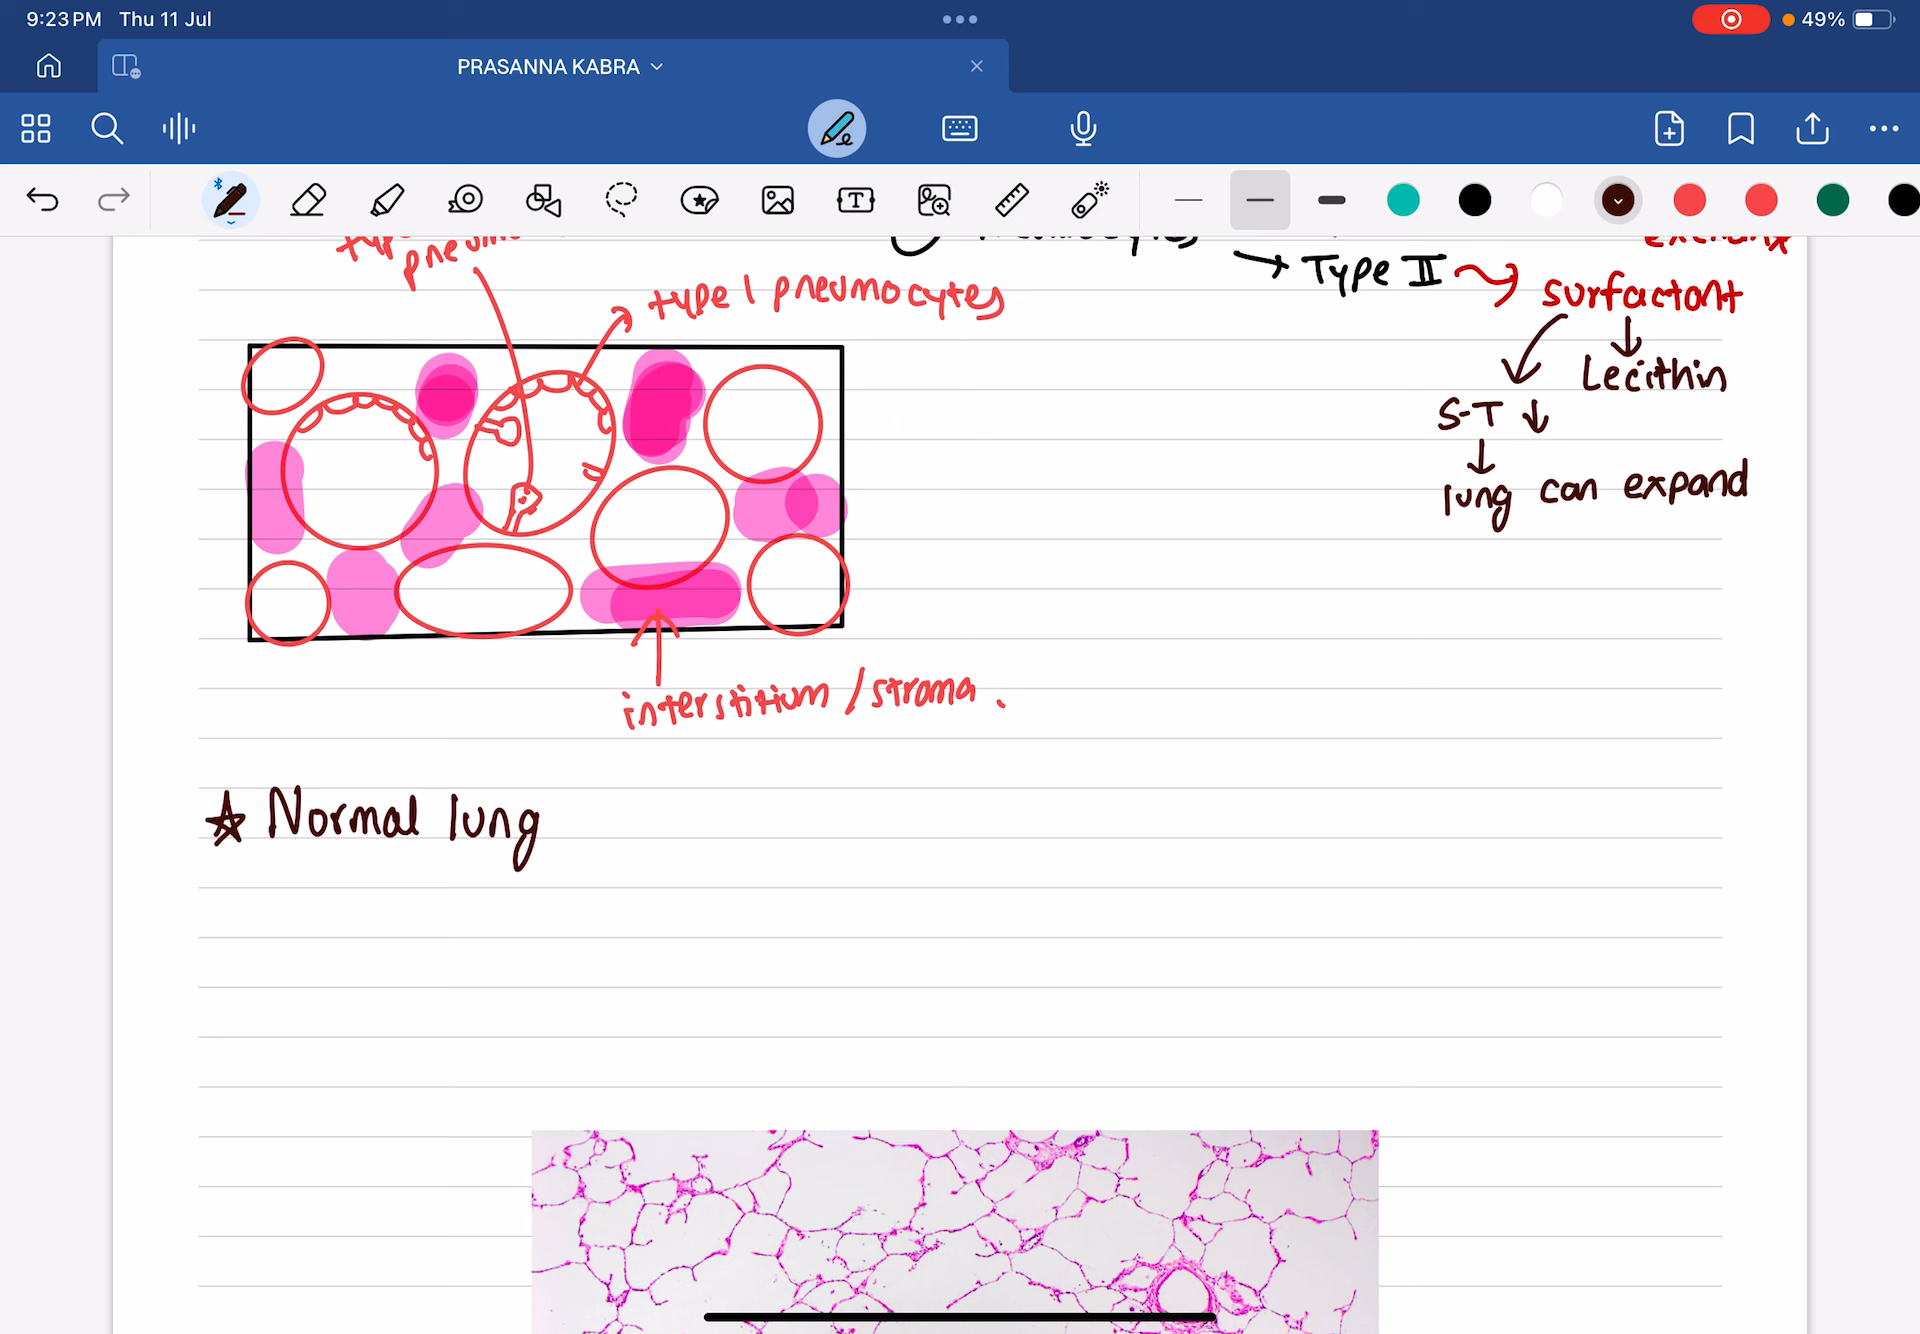 9:23 PM Thu 11 Jul
49%
PRASANNA KABRA
Type II
surfactant
type 1 pneumocytes
Lecithin
S-T ↓
lung can expand
interstitium / stroma .
Normal lung